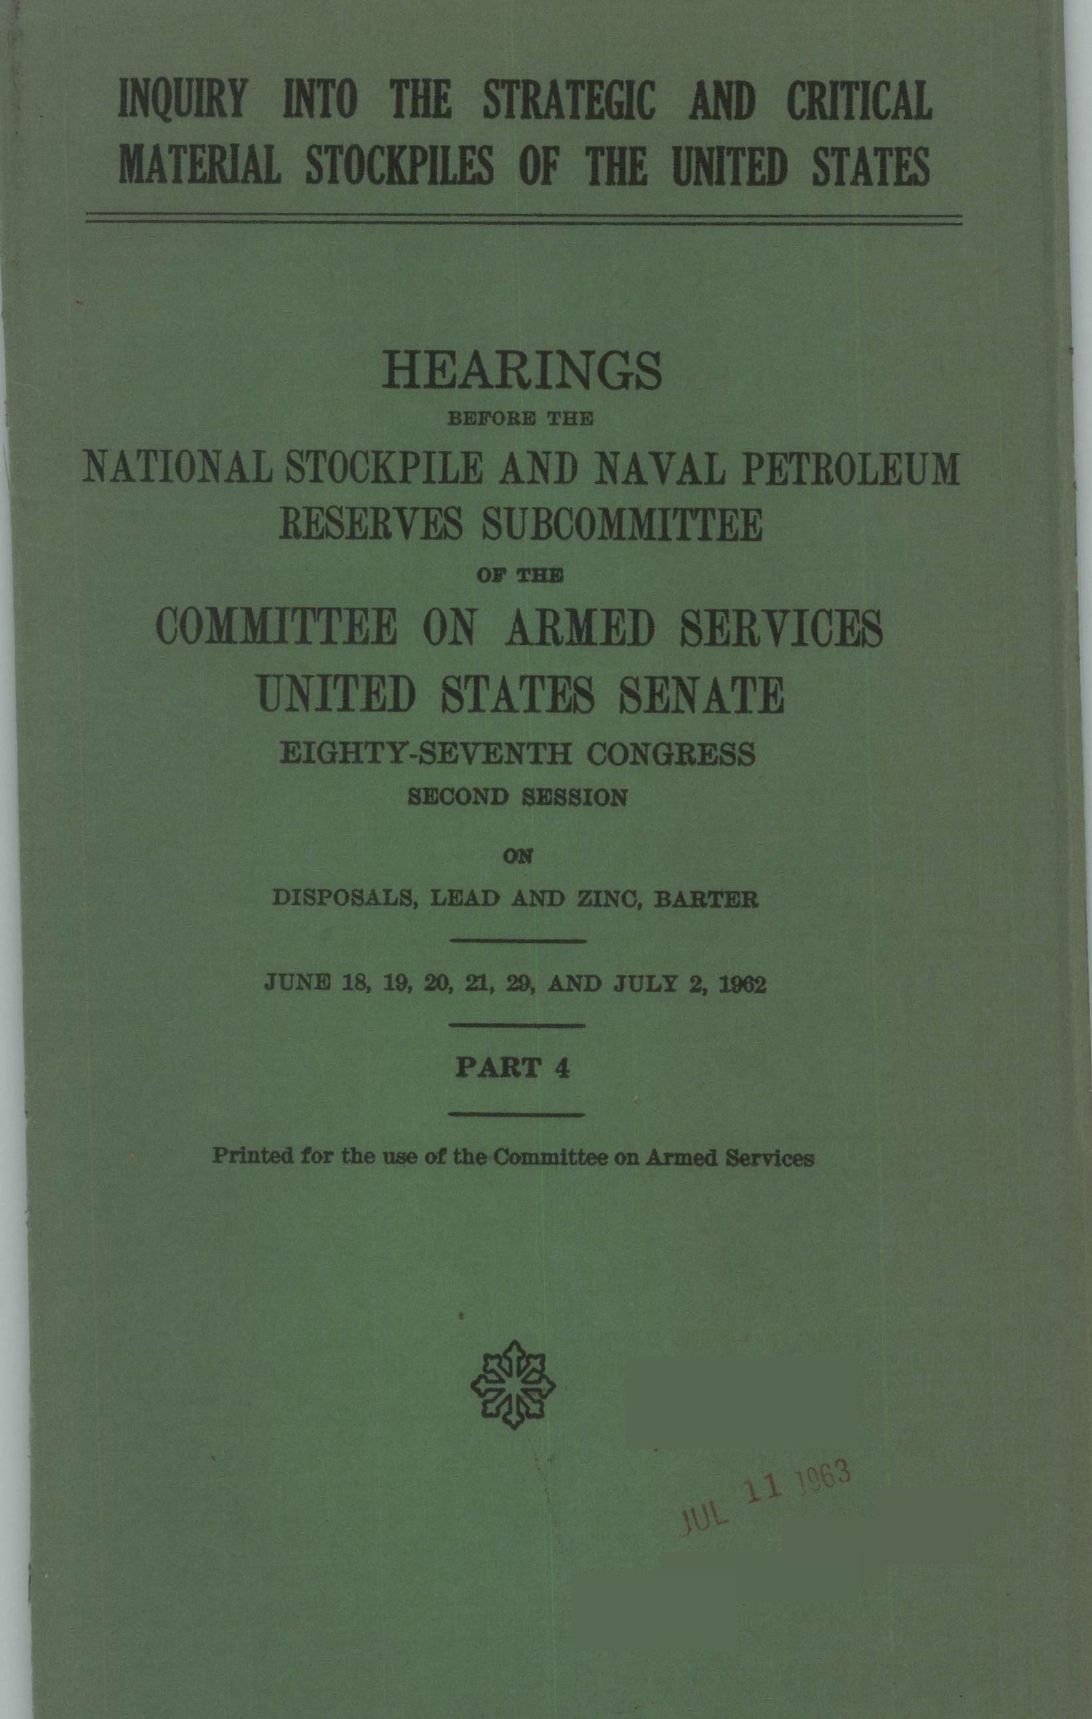 INQUIRY INTO THE STRATEGIC AND CRITICAL
MATERIAL STOCKPILES OF THE UNITED STATES
HEARINGS
BEFORE THE
NATIONAL STOCKPILE AND NAVAL PETROLEUM
RESERVES SUBCOMMITTEE
OF THE
COMMITTEE ON ARMED SERVICES
UNITED STATES SENATE
EIGHTY-SEVENTH CONGRESS
SECOND SESSION
ON
DISPOSALS, LEAD AND ZINC, BARTER
JUNE 18, 19, 20, 21, 29, AND JULY 2, 1962
PART 4
Printed for the use of the Committee on Armed Services
JUL 11 1963